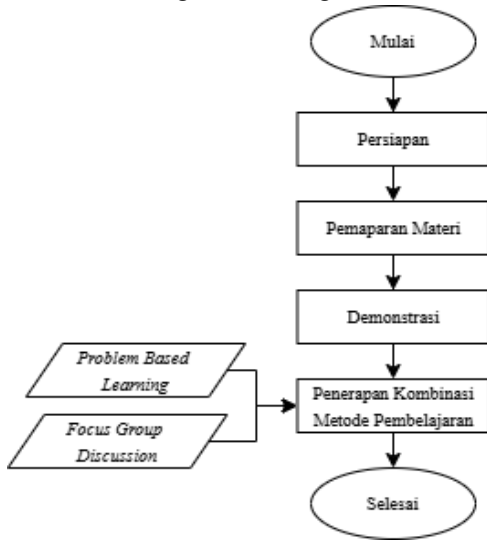 Mulai
Persiapan
Pemaparan Materi
Demonstrasi
Problem Based
Learning
Focus Group
Discussion
Penerapan Kombinasi
Metode Pembelajaran
Selesai